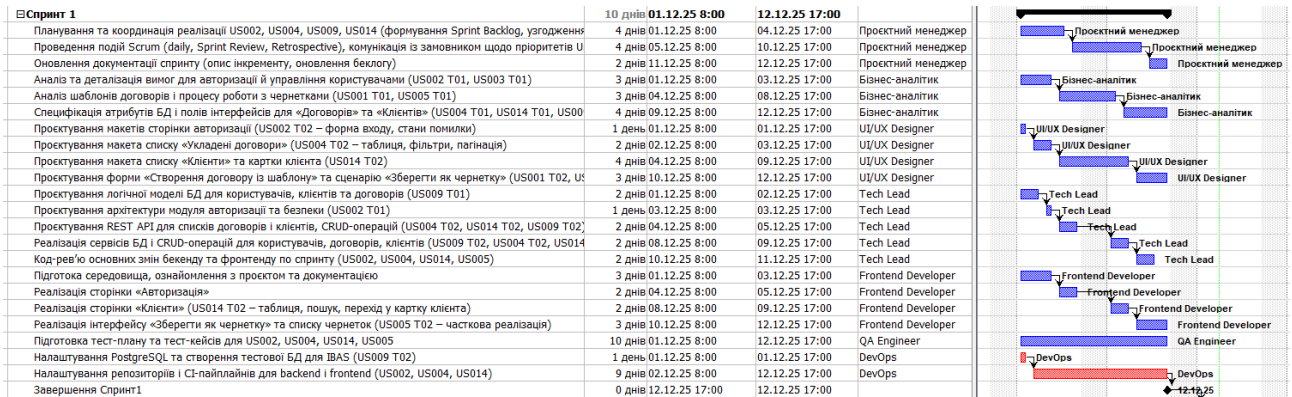 Спринт 1 10 днів 01.12.25 8:00 12.12.25 17:00
Планування та координація реалізації US002, US004, US009, US014 (формування Sprint Backlog, узгодження 4 днів 01.12.25 8:00 04.12.25 17:00 Проєктний менеджер Проєктний менеджер
Проведення подій Scrum (daily, Sprint Review, Retrospective), комунікація із замовником щодо пріоритетів U 4 днів 05.12.25 8:00 10.12.25 17:00 Проєктний менеджер Проєктний менеджер
Оновлення документації спринту (опис інкременту, оновлення беклогу) 2 днів 11.12.25 8:00 12.12.25 17:00 Проєктний менеджер Проєктний менеджер
Аналіз та деталізація вимог для авторизації й управління користувачами (US002 T01, US003 T01) 3 днів 01.12.25 8:00 03.12.25 17:00 Бізнес-аналітик Бізнес-аналітик
Аналіз шаблонів договорів і процесу роботи з чернетками (US001 T01, US005 T01) 3 днів 04.12.25 8:00 08.12.25 17:00 Бізнес-аналітик Бізнес-аналітик
Специфікація атрибутів БД і полів інтерфейсів для «Договорів» та «Клієнтів» (US004 T01, US014 T01, US00 4 днів 09.12.25 8:00 12.12.25 17:00 Бізнес-аналітик Бізнес-аналітик
Проєктування макетів сторінки авторизації (US002 T02 – форма входу, стани помилки) 1 день 01.12.25 8:00 01.12.25 17:00 UI/UX Designer UI/UX Designer
Проєктування макета списку «Укладені договори» (US004 T02 – таблиця, фільтри, пагінація) 2 днів 02.12.25 8:00 03.12.25 17:00 UI/UX Designer UI/UX Designer
Проєктування макета списку «Клієнти» та картки клієнта (US014 T02) 4 днів 04.12.25 8:00 09.12.25 17:00 UI/UX Designer UI/UX Designer
Проєктування форми «Створення договору із шаблону» та сценарію «Зберегти як чернетку» (US001 T02, US 3 днів 10.12.25 8:00 12.12.25 17:00 UI/UX Designer UI/UX Designer
Проєктування логічної моделі БД для користувачів, клієнтів та договорів (US009 T01) 2 днів 01.12.25 8:00 02.12.25 17:00 Tech Lead Tech Lead
Проєктування архітектури модуля авторизації та безпеки (US002 T01) 1 день 03.12.25 8:00 03.12.25 17:00 Tech Lead Tech Lead
Проєктування REST API для списків договорів і клієнтів, CRUD-операцій (US004 T02, US014 T02, US009 T02) 2 днів 04.12.25 8:00 05.12.25 17:00 Tech Lead Tech Lead
Реалізація сервісів БД і CRUD-операцій для користувачів, договорів, клієнтів (US009 T02, US004 T02, US014 2 днів 08.12.25 8:00 09.12.25 17:00 Tech Lead Tech Lead
Код-рев'ю основних змін бекенду та фронтенду по спринту (US002, US004, US014, US005) 2 днів 10.12.25 8:00 11.12.25 17:00 Tech Lead Tech Lead
Підготока середовища, ознайомлення з проєктом та документацією 3 днів 01.12.25 8:00 03.12.25 17:00 Frontend Developer Frontend Developer
Реалізація сторінки «Авторизація» 2 днів 04.12.25 8:00 05.12.25 17:00 Frontend Developer Frontend Developer
Реалізація сторінки «Клієнти» (US014 T02 – таблиця, пошук, перехід у картку клієнта) 2 днів 08.12.25 8:00 09.12.25 17:00 Frontend Developer Frontend Developer
Реалізація інтерфейсу «Зберегти як чернетку» та списку чернеток (US005 T02 – часткова реалізація) 3 днів 10.12.25 8:00 12.12.25 17:00 Frontend Developer Frontend Developer
Підготовка тест-плану та тест-кейсів для US002, US004, US014, US005 10 днів 01.12.25 8:00 12.12.25 17:00 QA Engineer QA Engineer
Налаштування PostgreSQL та створення тестової БД для IBAS (US009 T02) 1 день 01.12.25 8:00 01.12.25 17:00 DevOps DevOps
Налаштування репозиторіїв і CI-пайплайнів для backend і frontend (US002, US004, US014) 9 днів 02.12.25 8:00 12.12.25 17:00 DevOps DevOps
Завершення Спринт1 0 днів 12.12.25 17:00 12.12.25 17:00 12.12.25